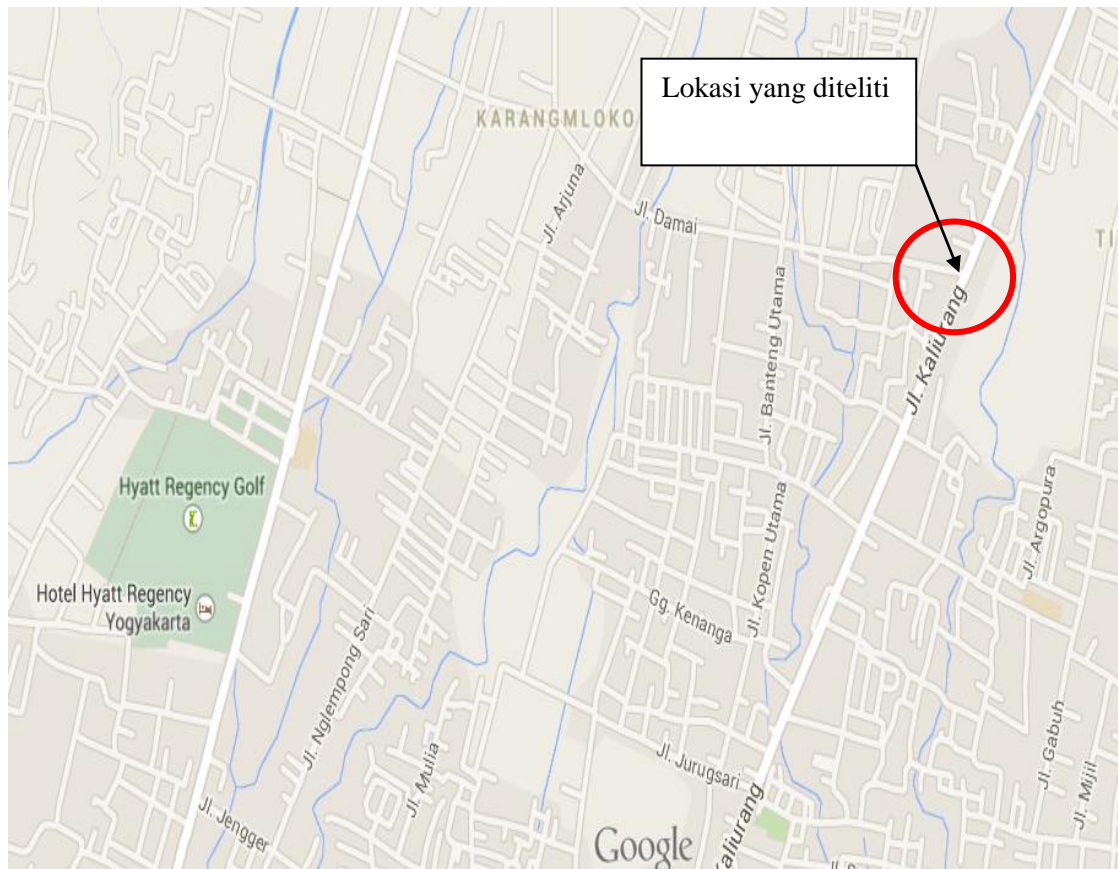 Lokasi yang diteliti
KARANGMLOKO
Jl. Arjuna
Jl. Damai
TI
Jl. Banteng Utama
Jl. Kaliurang
Hyatt Regency Golf
Jl. Kopen Utama
Jl. Argopura
Hotel Hyatt Regency
Yogyakarta
Gg. Kenanga
Jl. Nglempong Sari
Jl. Mulia
Jl. Jurugsari
Jl. Gabuh
Jl. Mijil
Jl. Jengger
Google
aliurang